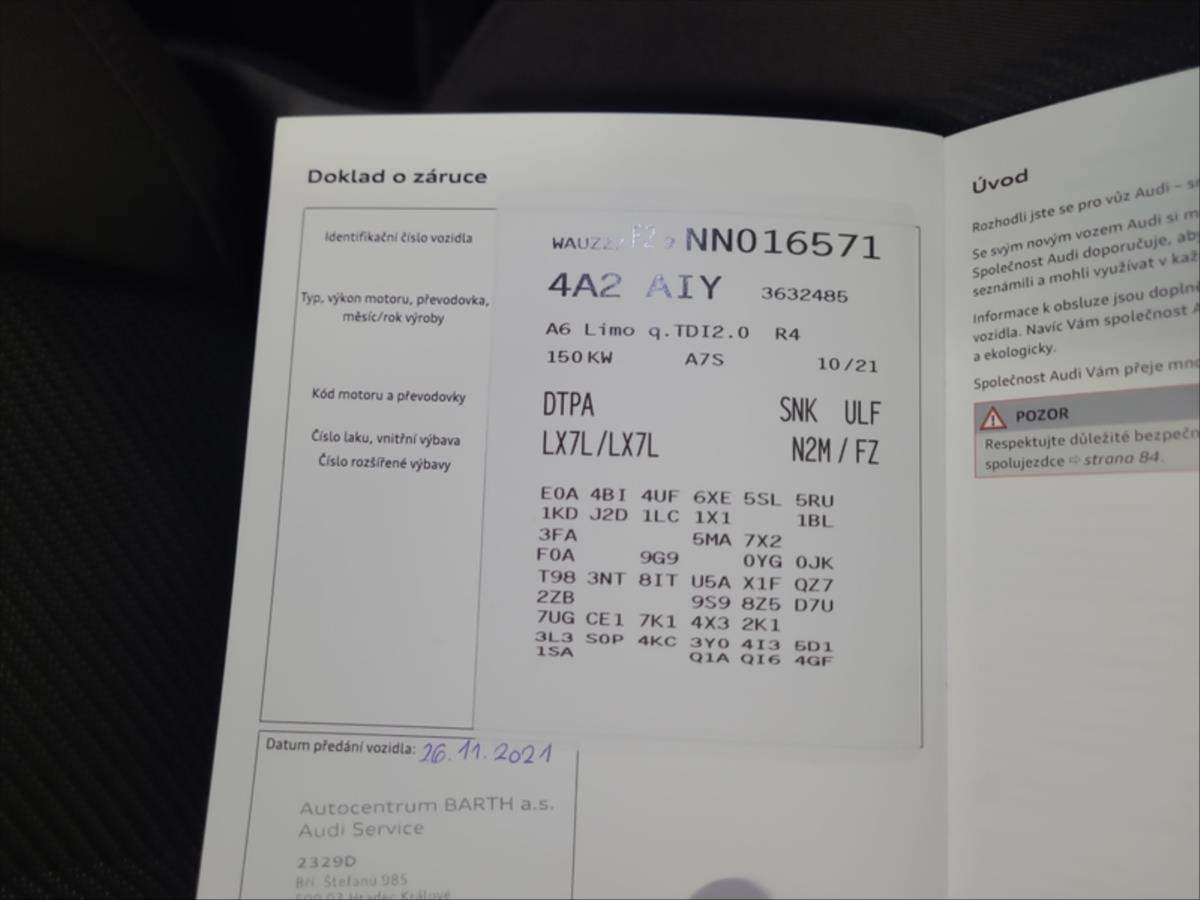 Doklad o záruce
Identifikační číslo vozidla
NN016571
Typ, výkon motoru, převodovka,
měsíc/rok výroby
4A2 AIY 3632485
A6 Limo q.TDI2.0 R4
150KW A7S 10/21
Kód motoru a převodovky
DTPA SNK ULF
Číslo laku, vnitřní výbava
LX7L/LX7L N2M / FZ
Číslo rozšířené výbavy
E0A 4BI 4UF 6XE 5SL 5RU
1KD J2D 1LC 1X1 1BL
3FA 5MA 7X2
F0A 9G9 0YG 0JK
T98 3NT 8IT U5A X1F QZ7
2ZB 9S9 8Z5 D7U
7UG CE1 7K1 4X3 2K1
3L3 S0P 4KC 3Y0 4I3 5D1
1SA Q1A QI6 4GF
Datum předání vozidla: 26.11.2021
Autocentrum BARTH a.s.
Audi Service
2329D
Bří. Štefanů 985
Úvod
Rozhodli jste se pro vůz Audi –
Se svým novým vozem Audi si
Společnost Audi doporučuje,
seznámili a mohli využívat v
Informace k obsluze jsou
vozidla. Navíc Vám společnost
a ekologicky.
Společnost Audi Vám přeje
POZOR
Respektujte důležité
spolujezdce ⇨ strana 84.